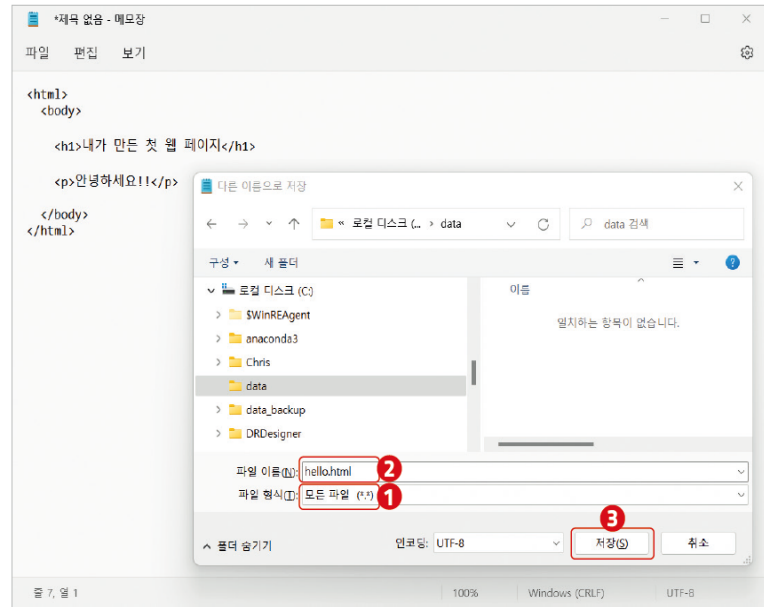 *제목 없음 - 메모장
파일 편집 보기
<html>
<body>
<h1>내가 만든 첫 웹 페이지</h1>
<p>안녕하세요!!</p>
</body>
</html>
다른 이름으로 저장
« 로컬 디스크 (... › data
data 검색
구성 새 폴더
로컬 디스크 (C:)
$WinREAgent
anaconda3
Chris
data
data_backup
DRDesigner
이름
일치하는 항목이 없습니다.
파일 이름(N): hello.html 2
파일 형식(T): 모든 파일 (*.*) 1
3
폴더 숨기기 인코딩: UTF-8 저장(S) 취소
줄 7, 열 1 100% Windows (CRLF) UTF-8